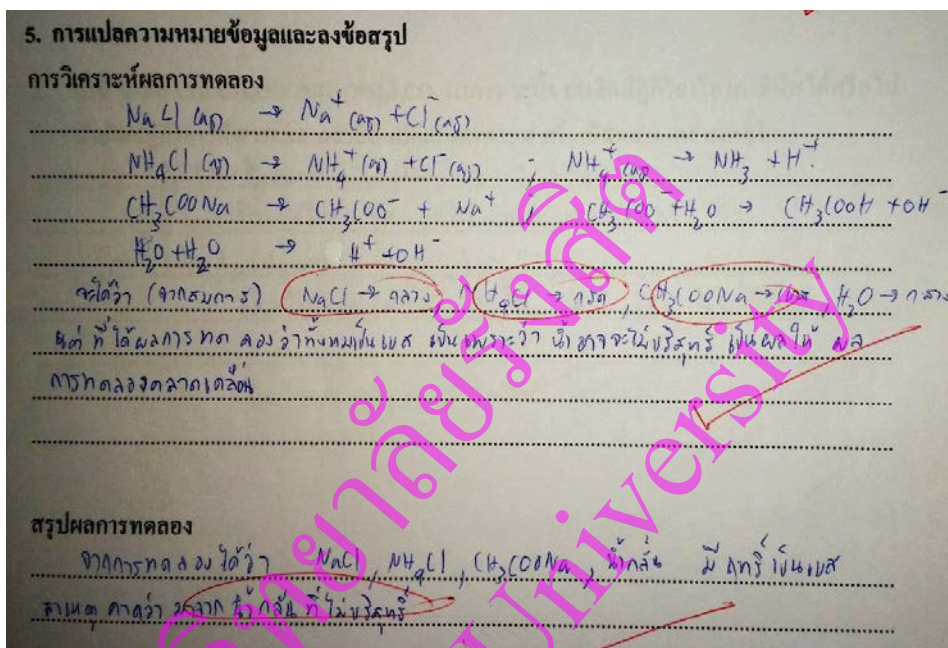 5. การแปลความหมายข้อมูลและลงข้อสรุป
การวิเคราะห์ผลการทดลอง
NaCl (aq) → Na⁺ (aq) + Cl⁻ (aq)
NH₄Cl (aq) → NH₄⁺ (aq) + Cl⁻ (aq) ; NH₄⁺ (aq) → NH₃ + H⁺
CH₃COONa → CH₃COO⁻ + Na⁺ ; CH₃COO⁻ + H₂O → CH₃COOH + OH⁻
H₂O + H₂O → H⁺ + OH⁻
จะได้ว่า (จากสมการ) NaCl → กลาง, NH₄Cl → กรด, CH₃COONa → เบส H₂O → กลาง
แต่ที่ได้ผลการทดลองว่าทั้งหมดเป็นเบส เป็นเพราะว่า น้ำอาจจะไม่บริสุทธิ์ เป็นผลให้ ผล
การทดลองคลาดเคลื่อน
สรุปผลการทดลอง
จากการทดลองได้ว่า NaCl, NH₄Cl, CH₃COONa, น้ำกลั่น มีฤทธิ์เป็นเบส
สาเหตุ คาดว่า มาจาก น้ำกลั่นที่ไม่บริสุทธิ์
วิทยาลัยรังสิต
University